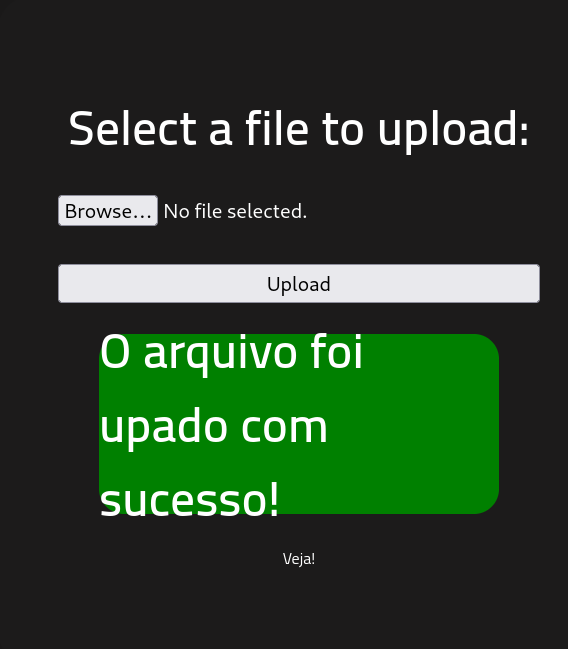 Select a file to upload:
Browse... No file selected.
Upload
O arquivo foi
upado com
sucesso!
Veja!